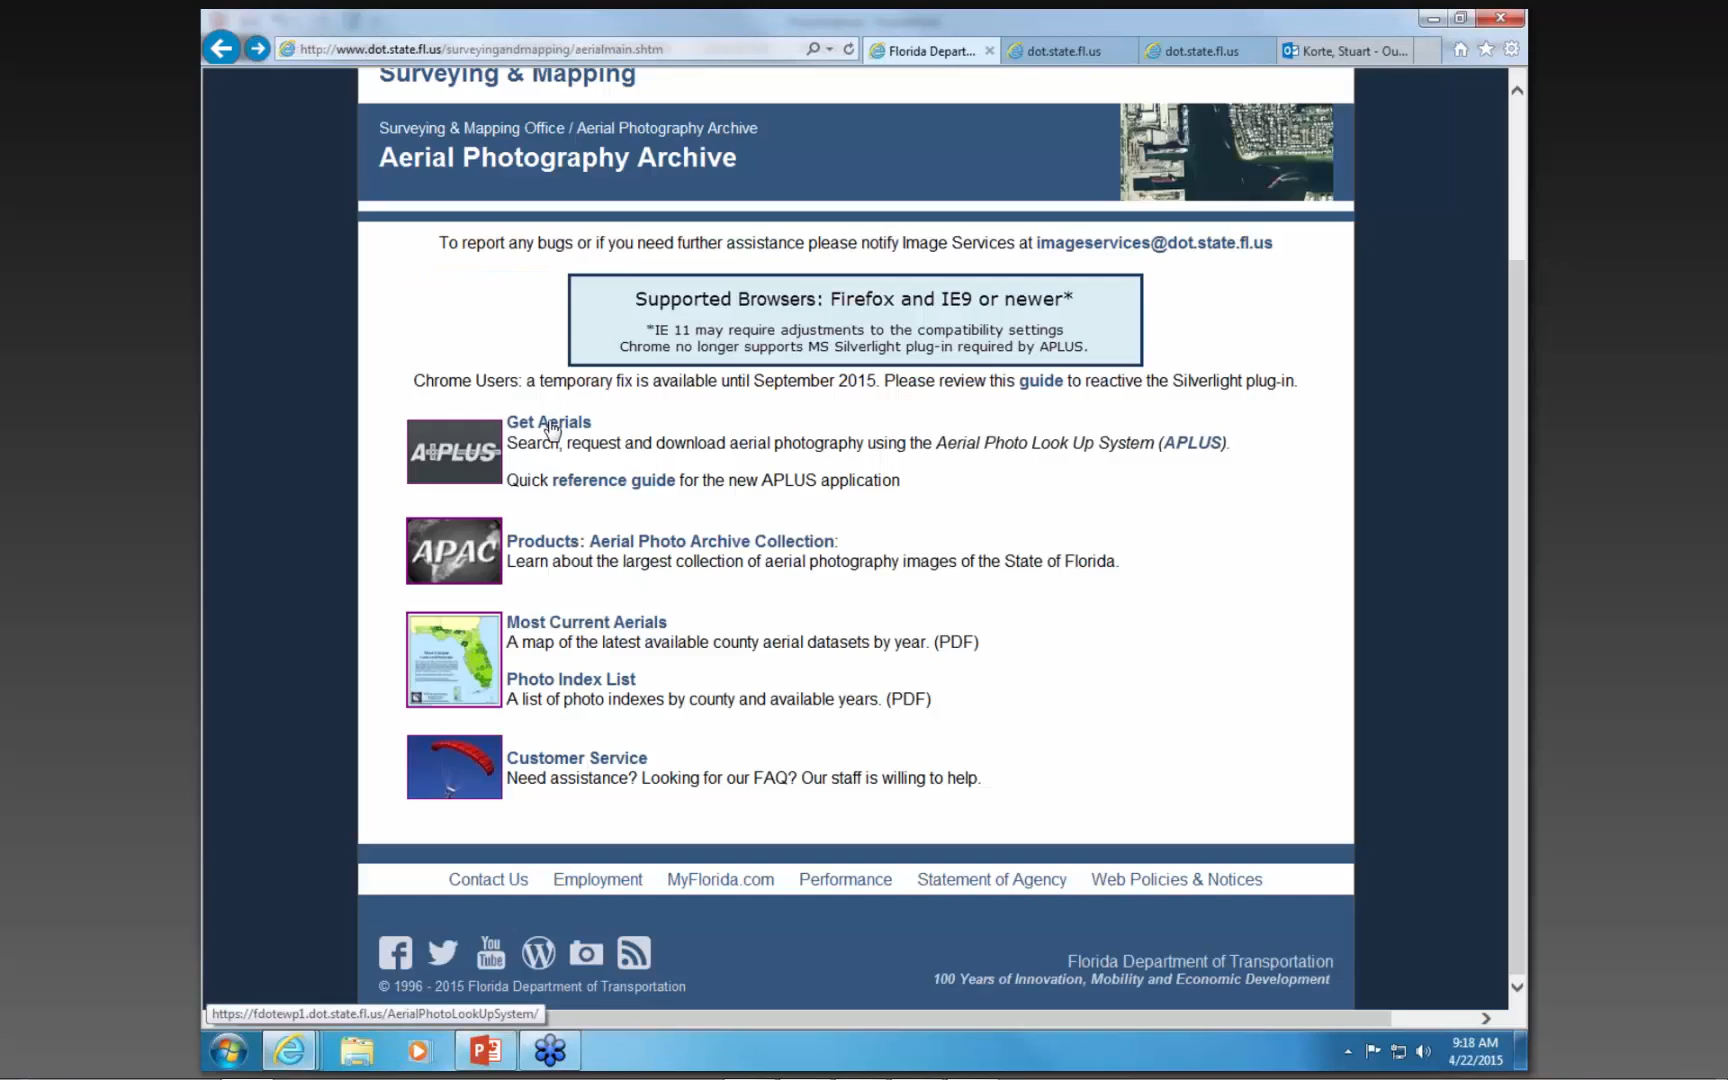 http://www.dot.state.fl.us/surveyingandmapping/aerialmain.shtm
Florida Depart...
dot.state.fl.us
dot.state.fl.us
Korte, Stuart - Ou...
Surveying & Mapping
Surveying & Mapping Office / Aerial Photography Archive
Aerial Photography Archive
To report any bugs or if you need further assistance please notify Image Services at imageservices@dot.state.fl.us
Supported Browsers: Firefox and IE9 or newer*
*IE 11 may require adjustments to the compatibility settings
Chrome no longer supports MS Silverlight plug-in required by APLUS.
Chrome Users: a temporary fix is available until September 2015. Please review this guide to reactive the Silverlight plug-in.
Get Aerials
APLUS
Search, request and download aerial photography using the Aerial Photo Look Up System (APLUS).
Quick reference guide for the new APLUS application
APAC
Products: Aerial Photo Archive Collection:
Learn about the largest collection of aerial photography images of the State of Florida.
Most Current Aerials
A map of the latest available county aerial datasets by year. (PDF)
Photo Index List
A list of photo indexes by county and available years. (PDF)
Customer Service
Need assistance? Looking for our FAQ? Our staff is willing to help.
Contact Us Employment MyFlorida.com Performance Statement of Agency Web Policies & Notices
You Tube
Florida Department of Transportation
100 Years of Innovation, Mobility and Economic Development
© 1996 - 2015 Florida Department of Transportation
https://fdotewp1.dot.state.fl.us/AerialPhotoLookUpSystem/
9:18 AM
4/22/2015